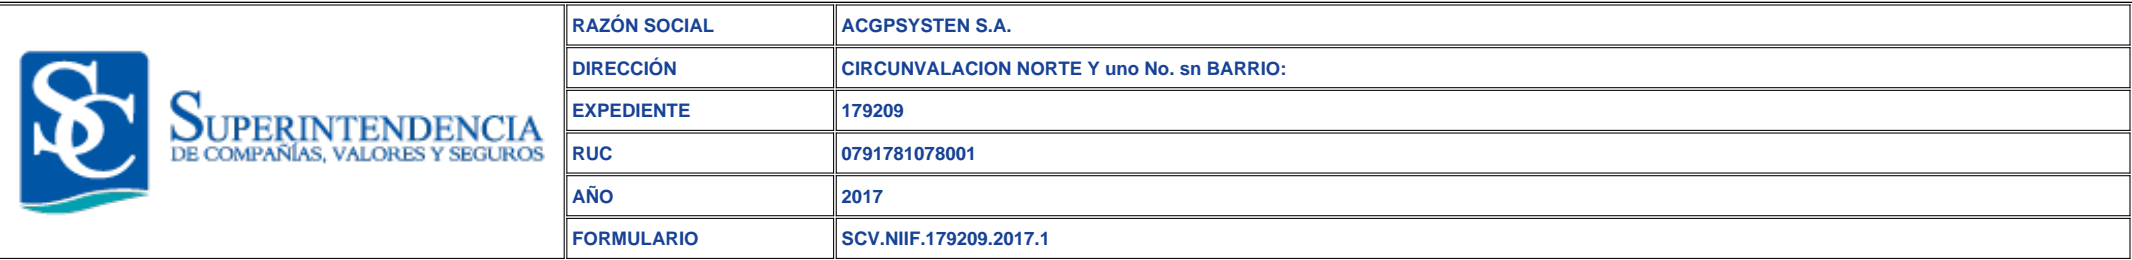 SC
SUPERINTENDENCIA
DE COMPAÑÍAS, VALORES Y SEGUROS
RAZÓN SOCIAL ACGPSYSTEN S.A.
DIRECCIÓN CIRCUNVALACION NORTE Y uno No. sn BARRIO:
EXPEDIENTE 179209
RUC 0791781078001
AÑO 2017
FORMULARIO SCV.NIIF.179209.2017.1